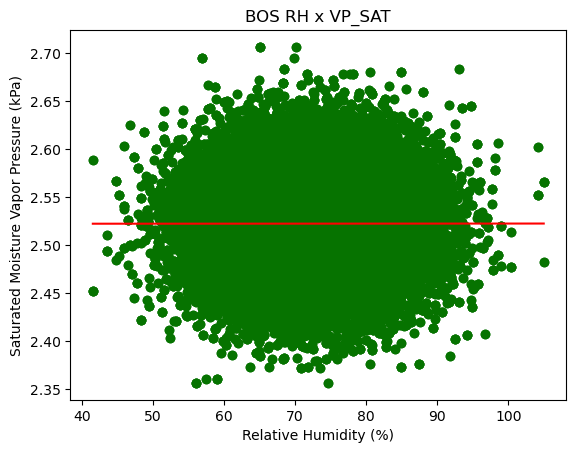 BOS RH x VP_SAT
Saturated Moisture Vapor Pressure (kPa)
2.70
2.65
2.60
2.55
2.50
2.45
2.40
2.35
40 50 60 70 80 90 100
Relative Humidity (%)